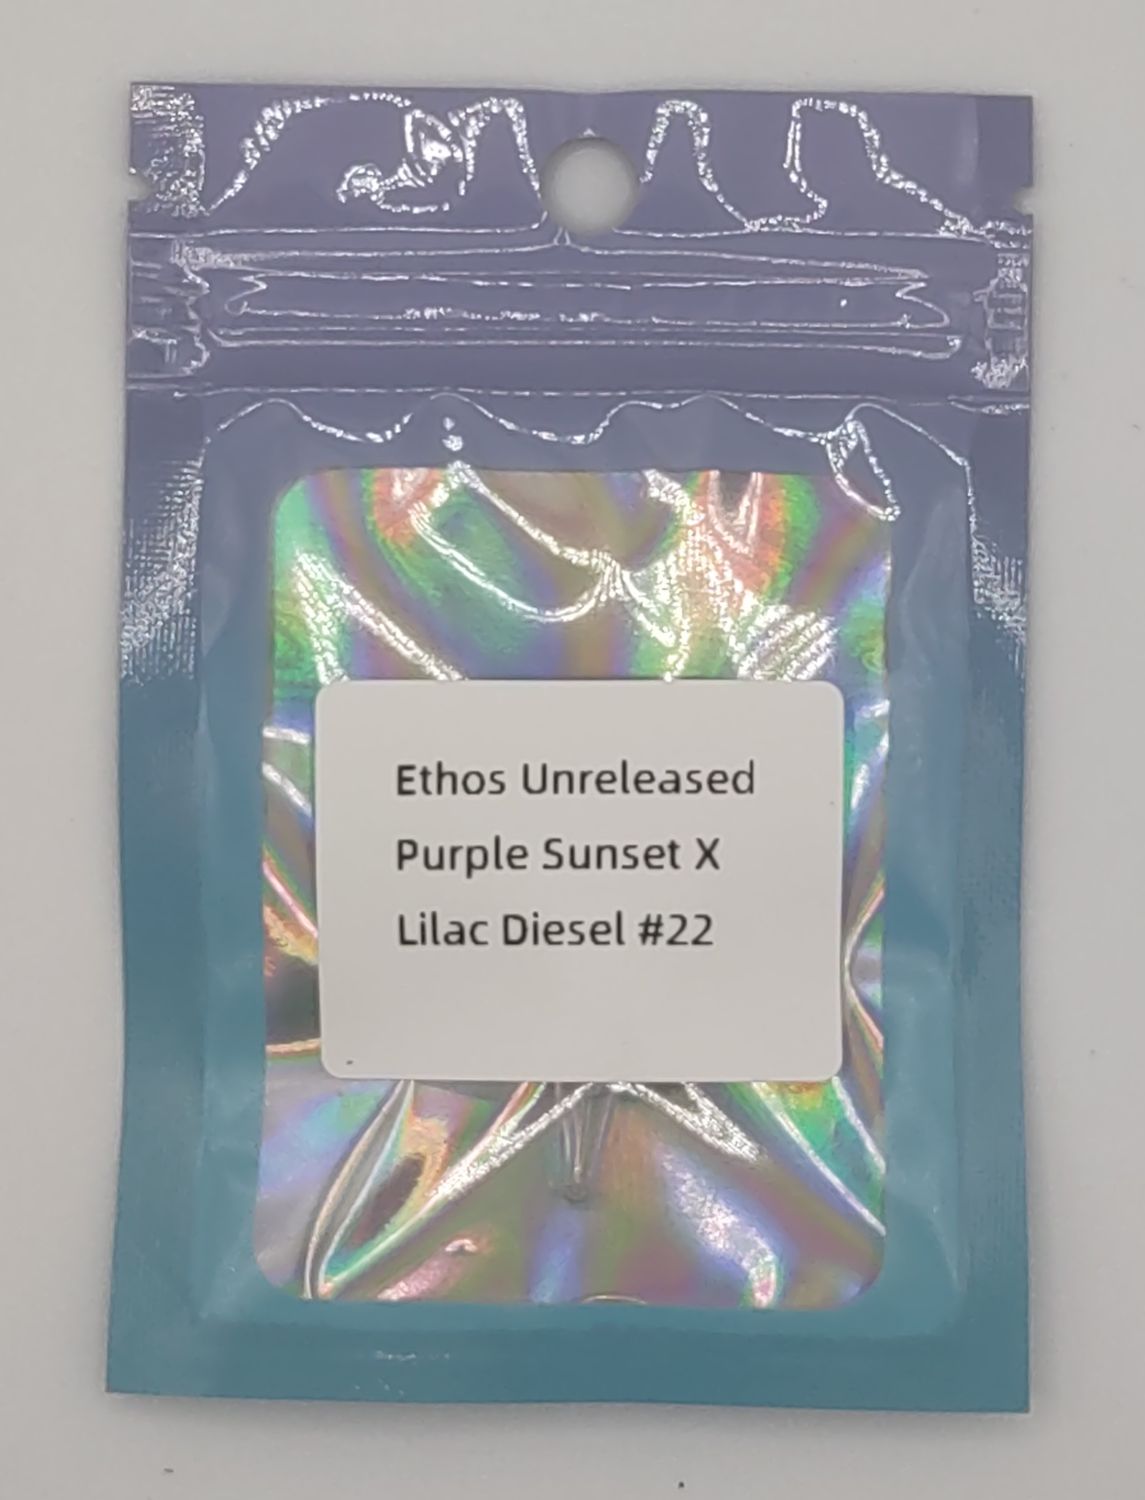 Ethos Unreleased
Purple Sunset X
Lilac Diesel #22